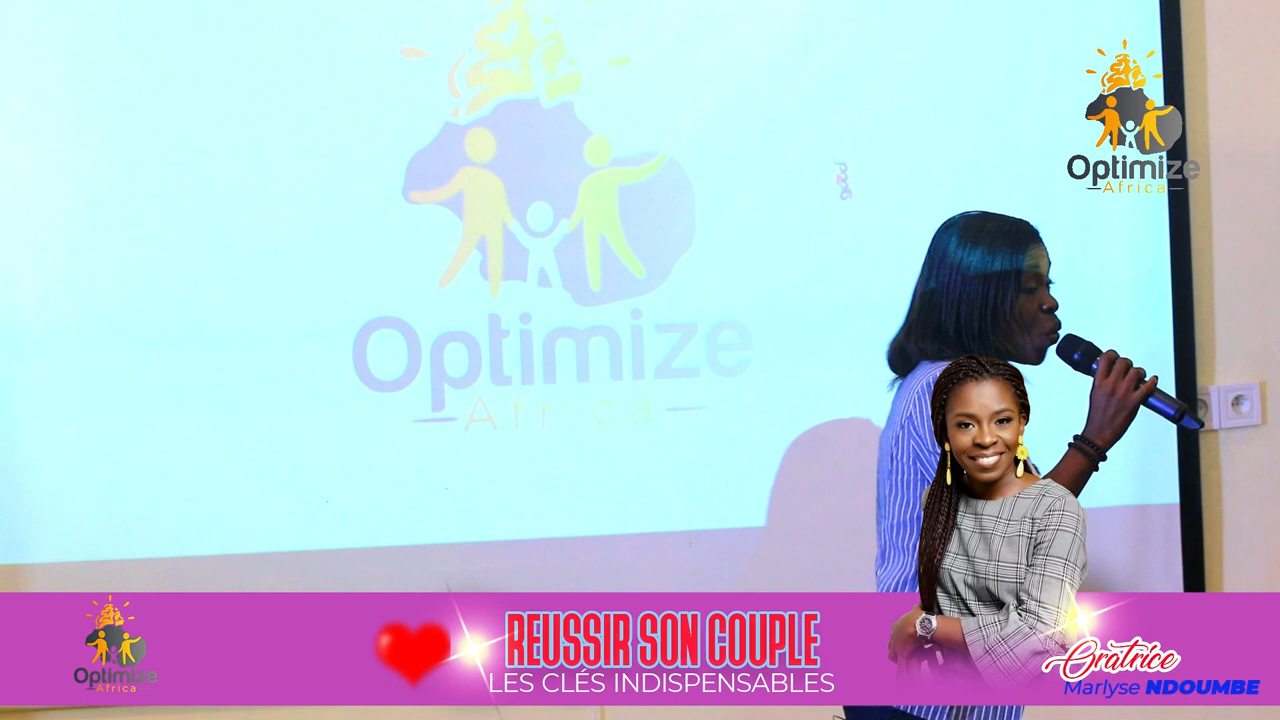 Optimize
Africa
Optimize
Africa
Optimize
Africa
REUSSIR SON COUPLE
LES CLÉS INDISPENSABLES
Oratrice
Marlyse NDOUMBE